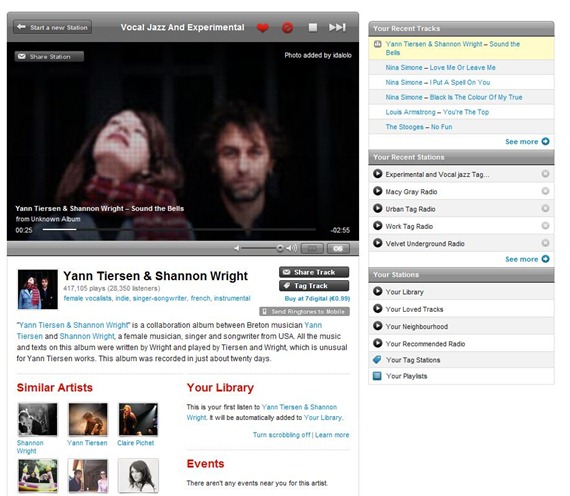 Start a new Station
Vocal Jazz And Experimental
Share Station
Photo added by idalolo
Yann Tiersen & Shannon Wright – Sound the Bells
from Unknown Album
00:25
-02:55
Yann Tiersen & Shannon Wright
417,105 plays (28,350 listeners)
female vocalists, indie, singer-songwriter, french, instrumental
Share Track
Tag Track
Buy at 7digital (€0.99)
Send Ringtones to Mobile
"Yann Tiersen & Shannon Wright" is a collaboration album between Breton musician Yann
Tiersen and Shannon Wright, a female musician, singer and songwriter from USA. All the music
and texts on this album were written by Wright and played by Tiersen and Wright, which is unusual
for Yann Tiersen works. This album was recorded in just about twenty days.
Similar Artists
Shannon
Wright
Yann Tiersen
Claire Pichet
Your Library
This is your first listen to Yann Tiersen & Shannon
Wright. It will be automatically added to Your Library.
Turn scrobbling off | Learn more
Events
There aren't any events near you for this artist.
Your Recent Tracks
Yann Tiersen & Shannon Wright – Sound the
Bells
Nina Simone – Love Me Or Leave Me
Nina Simone – I Put A Spell On You
Nina Simone – Black Is The Colour Of My True
Louis Armstrong – You're The Top
The Stooges – No Fun
See more
Your Recent Stations
Experimental and Vocal jazz Tag...
Macy Gray Radio
Urban Tag Radio
Work Tag Radio
Velvet Underground Radio
See more
Your Stations
Your Library
Your Loved Tracks
Your Neighbourhood
Your Recommended Radio
Your Tag Stations
Your Playlists